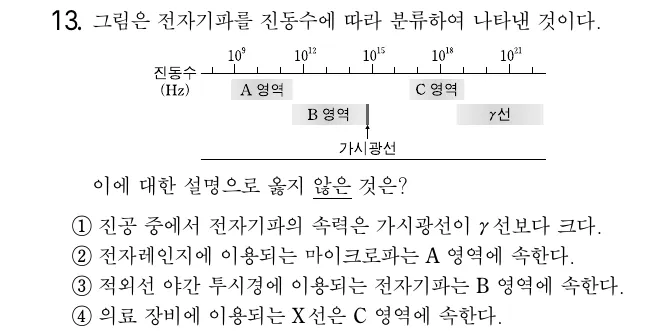 13. 그림은 전자기파를 진동수에 따라 분류하여 나타낸 것이다.
10⁹ 10¹² 10¹⁵ 10¹⁸ 10²¹
진동수
(Hz)
A 영역 C 영역
B 영역 γ선
가시광선
이에 대한 설명으로 옳지 않은 것은?
① 진공 중에서 전자기파의 속력은 가시광선이 γ선보다 크다.
② 전자레인지에 이용되는 마이크로파는 A 영역에 속한다.
③ 적외선 야간 투시경에 이용되는 전자기파는 B 영역에 속한다.
④ 의료 장비에 이용되는 X선은 C 영역에 속한다.